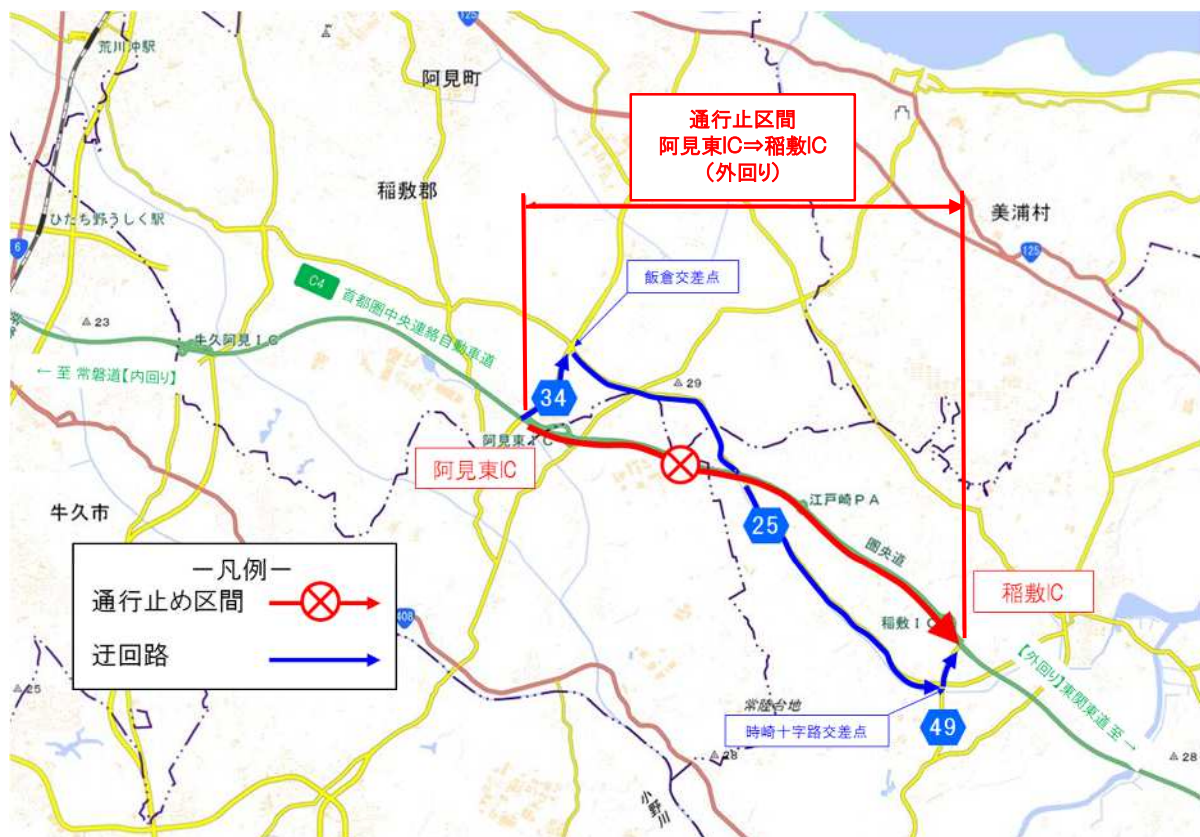 125
荒川沖駅
阿見町
通行止区間
阿見東IC⇒稲敷IC
（外回り）
稲敷郡
美浦村
ひたち野うしく駅
6
125
飯倉交差点
C4
首都圏中央連絡自動車道
△23
牛久阿見IC
← 至 常磐道【内回り】
△29
34
阿見東IC
阿見東IC
江戸崎PA
牛久市
25
圏央道
－凡例－
通行止め区間
迂回路
稲敷IC
稲敷IC
408
【外回り】東関東道 至 →
△25
常陸台地
時崎十字路交差点
49
△28
△28
小野川